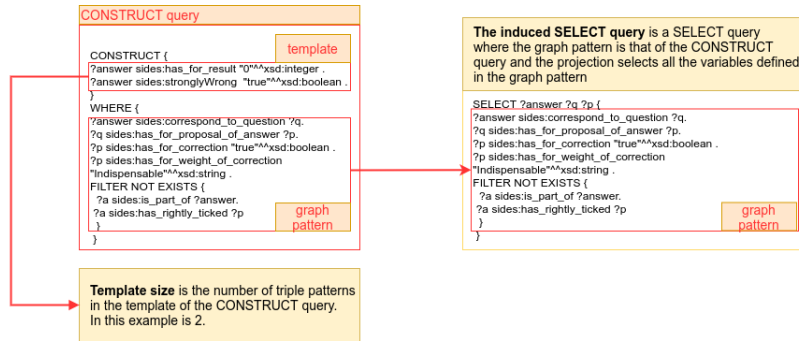 CONSTRUCT query
template
CONSTRUCT {
?answer sides:has_for_result "0"^^xsd:integer .
?answer sides:stronglyWrong "true"^^xsd:boolean .
}
WHERE {
?answer sides:correspond_to_question ?q.
?q sides:has_for_proposal_of_answer ?p.
?p sides:has_for_correction "true"^^xsd:boolean .
?p sides:has_for_weight_of_correction
"Indispensable"^^xsd:string .
FILTER NOT EXISTS {
?a sides:is_part_of ?answer.
?a sides:has_rightly_ticked ?p
}
}
graph
pattern
Template size is the number of triple patterns
in the template of the CONSTRUCT query.
In this example is 2.
The induced SELECT query is a SELECT query
where the graph pattern is that of the CONSTRUCT
query and the projection selects all the variables defined
in the graph pattern
SELECT ?answer ?q ?p {
?answer sides:correspond_to_question ?q.
?q sides:has_for_proposal_of_answer ?p.
?p sides:has_for_correction "true"^^xsd:boolean .
?p sides:has_for_weight_of_correction
"Indispensable"^^xsd:string .
FILTER NOT EXISTS {
?a sides:is_part_of ?answer.
?a sides:has_rightly_ticked ?p
}
}
graph
pattern